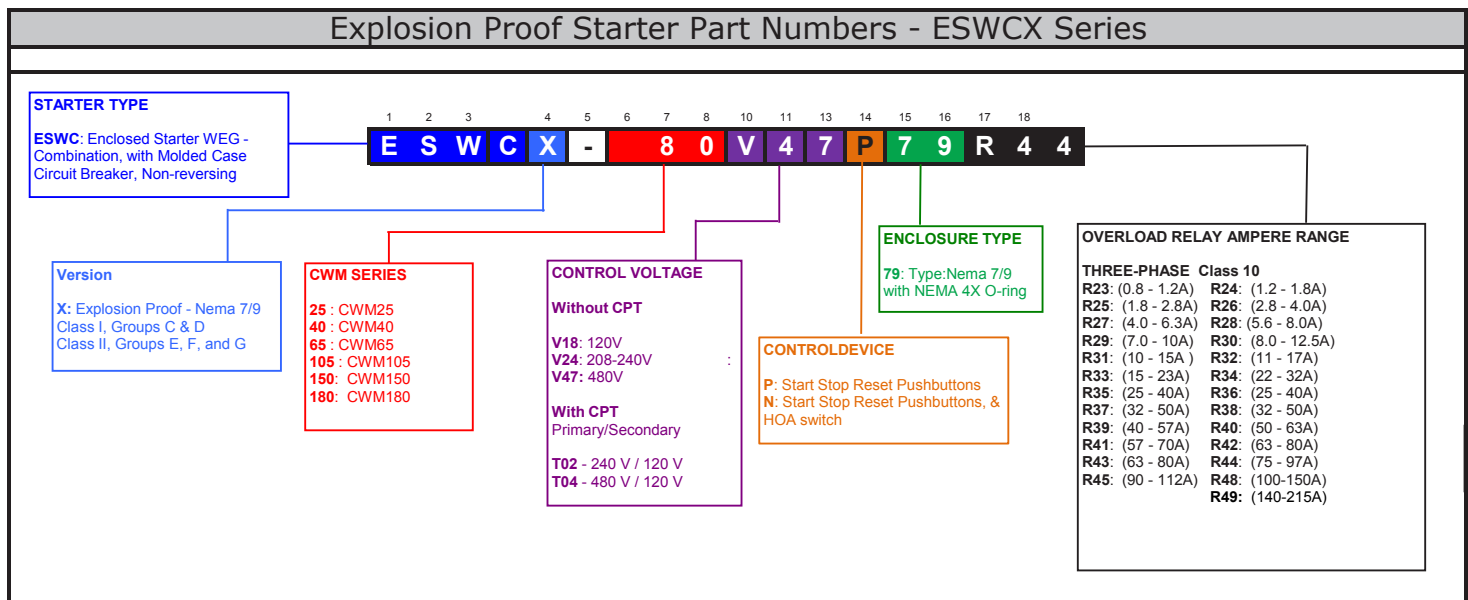 Explosion Proof Starter Part Numbers - ESWCX Series
STARTER TYPE
ESWC: Enclosed Starter WEG -
Combination, with Molded Case
Circuit Breaker, Non-reversing
1 2 3 4 5 6 7 8 10 11 13 14 15 16 17 18
E S W C X - 80 V 4 7 P 7 9 R 4 4
Version
X: Explosion Proof - Nema 7/9
Class I, Groups C & D
Class II, Groups E, F, and G
CWM SERIES
25 : CWM25
40 : CWM40
65 : CWM65
105 : CWM105
150: CWM150
180: CWM180
CONTROL VOLTAGE
Without CPT
V18: 120V
V24: 208-240V :
V47: 480V
With CPT
Primary/Secondary
T02 - 240 V / 120 V
T04 - 480 V / 120 V
CONTROLDEVICE
P: Start Stop Reset Pushbuttons
N: Start Stop Reset Pushbuttons, &
HOA switch
ENCLOSURE TYPE
79: Type:Nema 7/9
with NEMA 4X O-ring
OVERLOAD RELAY AMPERE RANGE
THREE-PHASE Class 10
R23: (0.8 - 1.2A) R24: (1.2 - 1.8A)
R25: (1.8 - 2.8A) R26: (2.8 - 4.0A)
R27: (4.0 - 6.3A) R28: (5.6 - 8.0A)
R29: (7.0 - 10A) R30: (8.0 - 12.5A)
R31: (10 - 15A ) R32: (11 - 17A)
R33: (15 - 23A) R34: (22 - 32A)
R35: (25 - 40A) R36: (25 - 40A)
R37: (32 - 50A) R38: (32 - 50A)
R39: (40 - 57A) R40: (50 - 63A)
R41: (57 - 70A) R42: (63 - 80A)
R43: (63 - 80A) R44: (75 - 97A)
R45: (90 - 112A) R48: (100-150A)
R49: (140-215A)